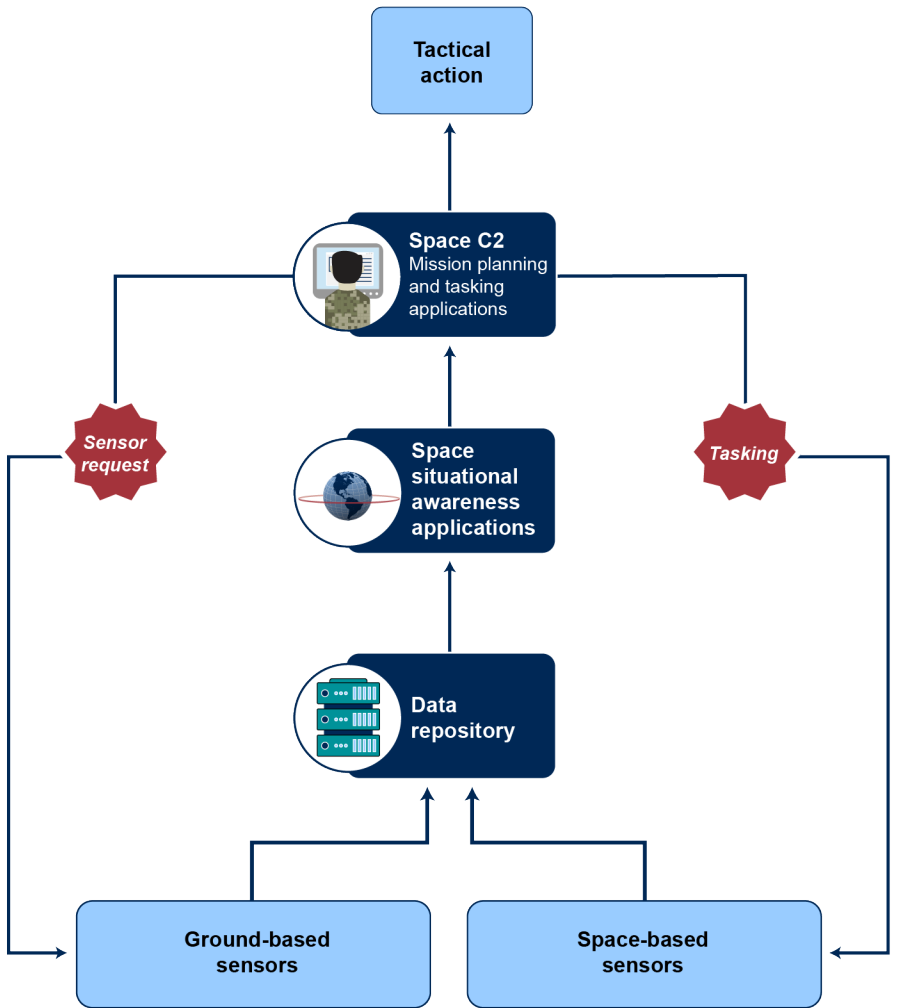 Tactical
action
Space C2
Mission planning
and tasking
applications
Sensor
request
Tasking
Space
situational
awareness
applications
Data
repository
Ground-based
sensors
Space-based
sensors